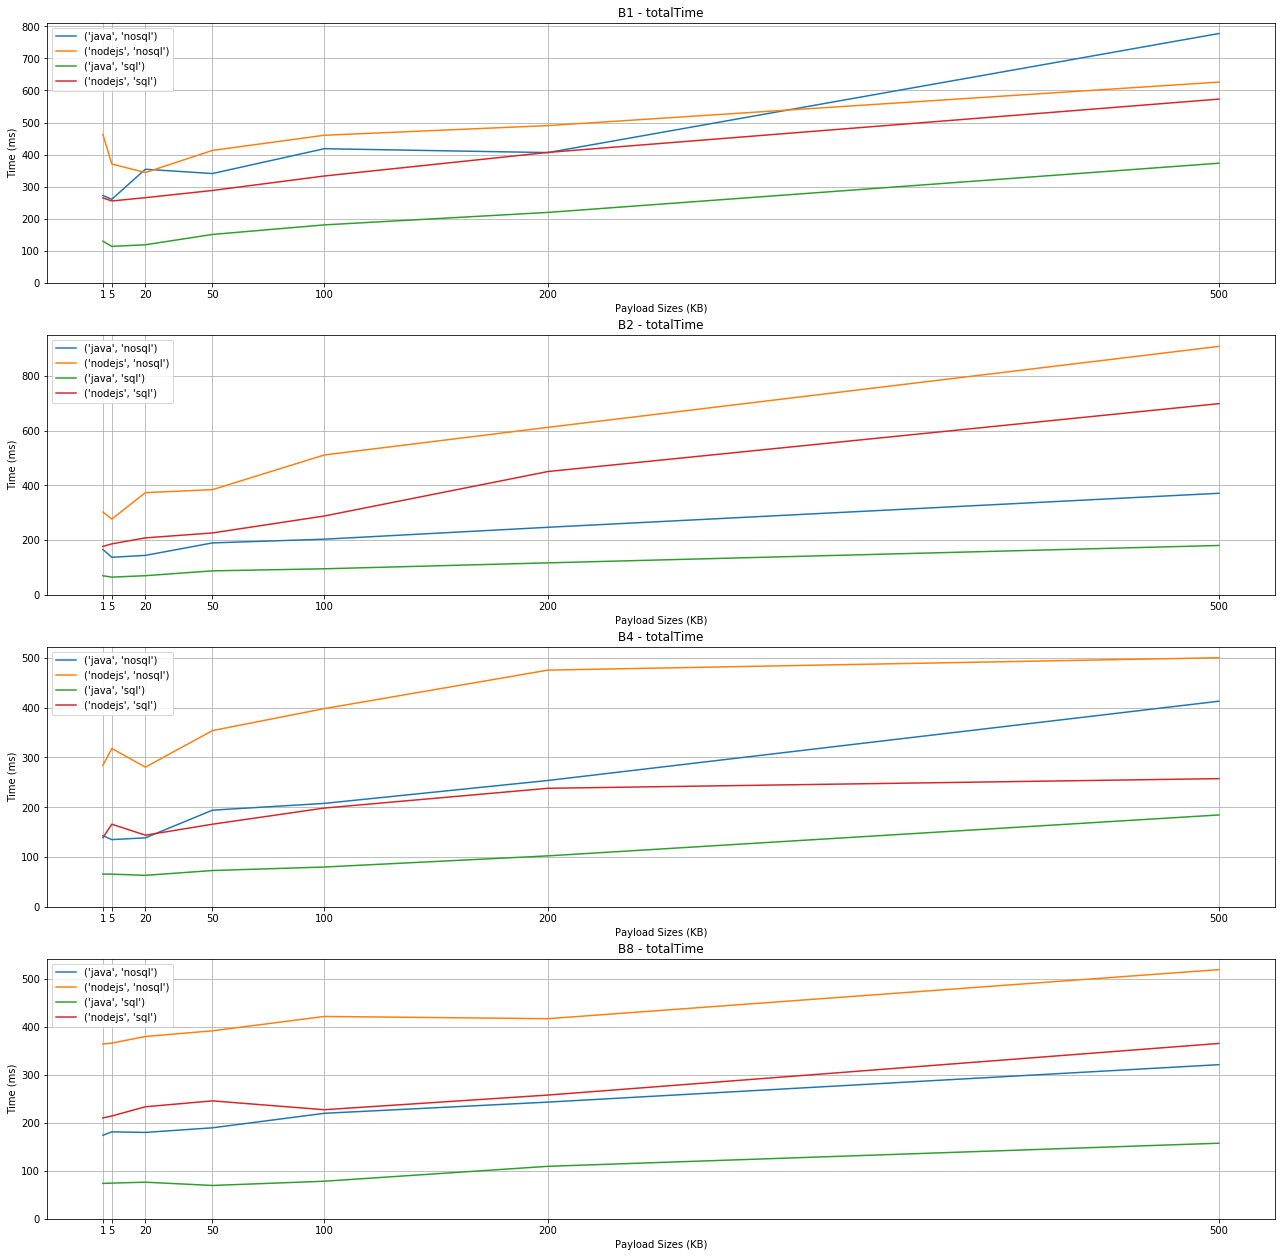 B1 - totalTime
('java', 'nosql')
('nodejs', 'nosql')
('java', 'sql')
('nodejs', 'sql')
Time (ms)
800
700
600
500
400
300
200
100
0
1 5 20 50 100 200 500
Payload Sizes (KB)
B2 - totalTime
('java', 'nosql')
('nodejs', 'nosql')
('java', 'sql')
('nodejs', 'sql')
Time (ms)
800
600
400
200
0
1 5 20 50 100 200 500
Payload Sizes (KB)
B4 - totalTime
('java', 'nosql')
('nodejs', 'nosql')
('java', 'sql')
('nodejs', 'sql')
Time (ms)
500
400
300
200
100
0
1 5 20 50 100 200 500
Payload Sizes (KB)
B8 - totalTime
('java', 'nosql')
('nodejs', 'nosql')
('java', 'sql')
('nodejs', 'sql')
Time (ms)
500
400
300
200
100
0
1 5 20 50 100 200 500
Payload Sizes (KB)